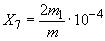 X₇ = 2m₁/m · 10⁻⁴